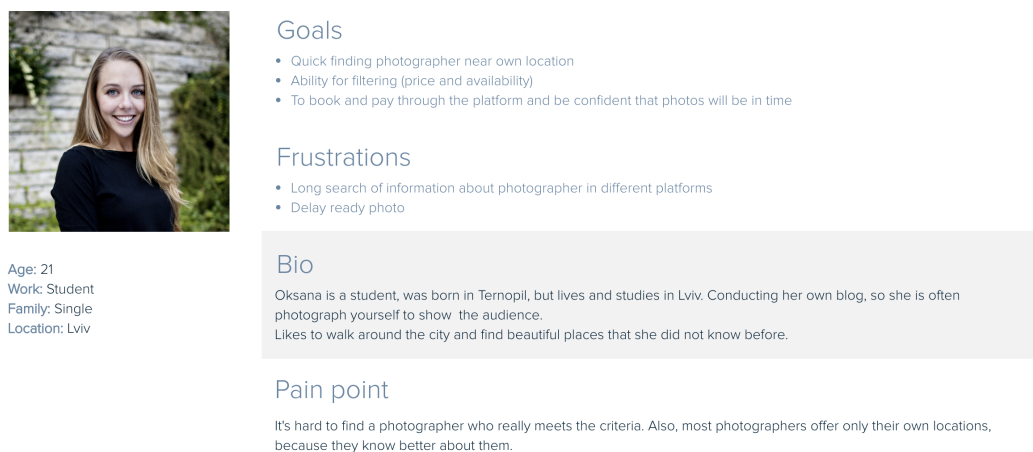 Goals
Quick finding photographer near own location
Ability for filtering (price and availability)
To book and pay through the platform and be confident that photos will be in time
Frustrations
Long search of information about photographer in different platforms
Delay ready photo
Age: 21
Work: Student
Family: Single
Location: Lviv
Bio
Oksana is a student, was born in Ternopil, but lives and studies in Lviv. Conducting her own blog, so she is often
photograph yourself to show  the audience.
Likes to walk around the city and find beautiful places that she did not know before.
Pain point
It's hard to find a photographer who really meets the criteria. Also, most photographers offer only their own locations,
because they know better about them.